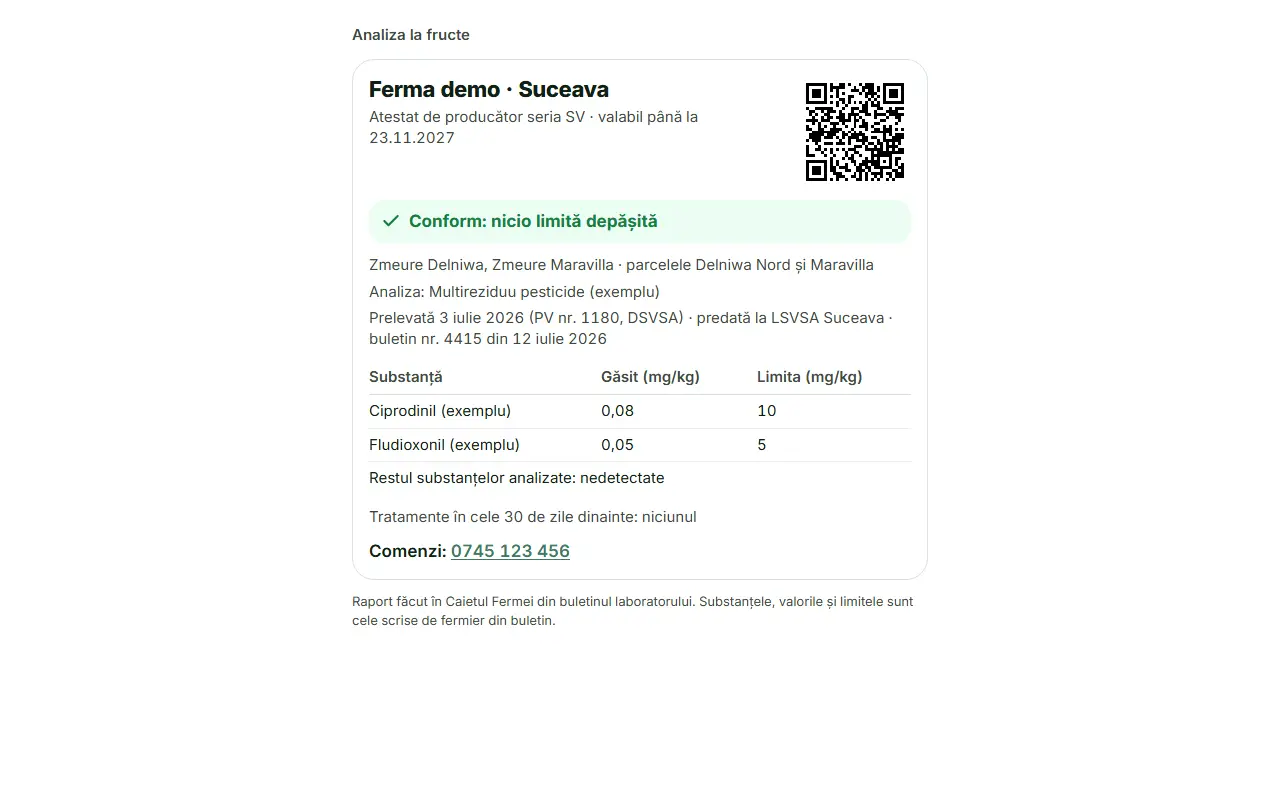 Analiza la fructe
Ferma demo · Suceava
Atestat de producător seria SV · valabil până la
23.11.2027
Conform: nicio limită depășită
Zmeure Delniwa, Zmeure Maravilla · parcelele Delniwa Nord și Maravilla
Analiza: Multireziduu pesticide (exemplu)
Prelevată 3 iulie 2026 (PV nr. 1180, DSVSA) · predată la LSVSA Suceava ·
buletin nr. 4415 din 12 iulie 2026
Substanță Găsit (mg/kg) Limita (mg/kg)
Ciprodinil (exemplu) 0,08 10
Fludioxonil (exemplu) 0,05 5
Restul substanțelor analizate: nedetectate
Tratamente în cele 30 de zile dinainte: niciunul
Comenzi: 0745 123 456
Raport făcut în Caietul Fermei din buletinul laboratorului. Substanțele, valorile și limitele sunt
cele scrise de fermier din buletin.